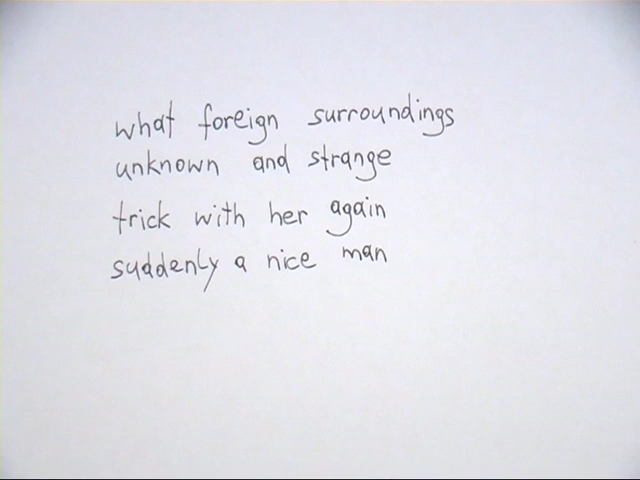 what foreign surroundings
unknown and strange
trick with her again
suddenly a nice man